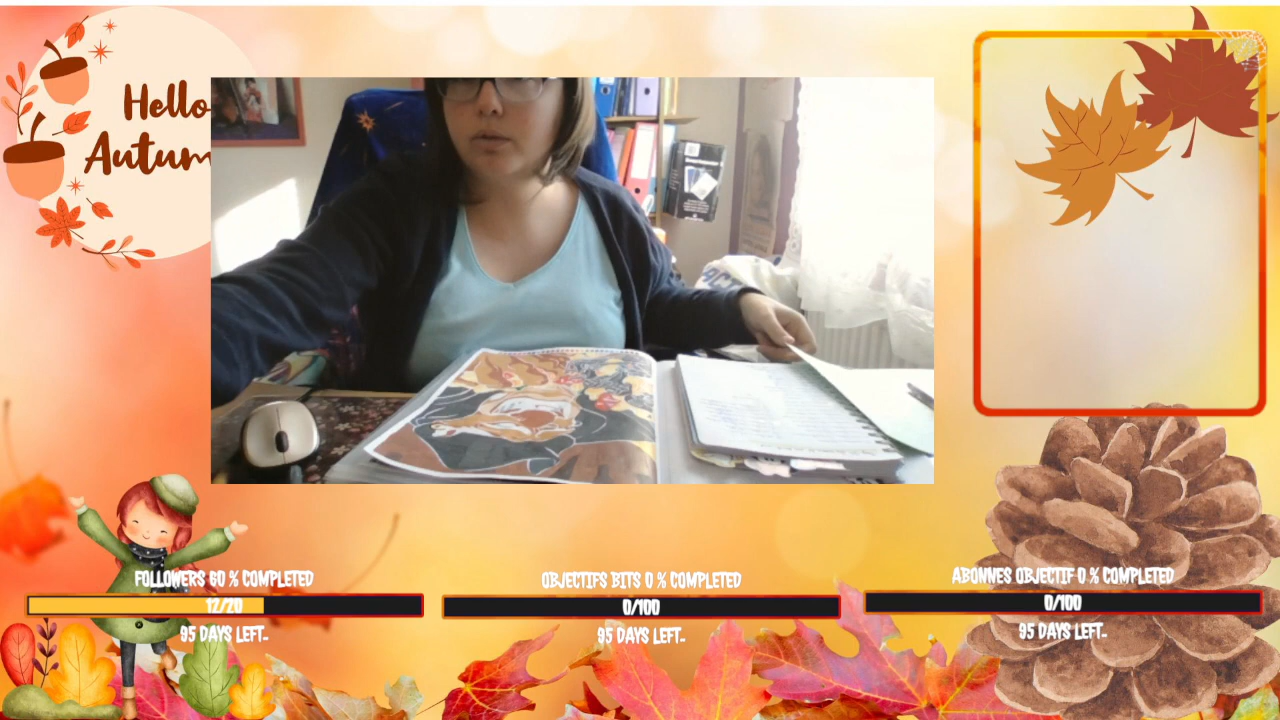 Hello
Autum
FOLLOWERS 60 % COMPLETED
12/20
95 DAYS LEFT..
OBJECTIFS BITS 0 % COMPLETED
0/100
95 DAYS LEFT..
ABONNES OBJECTIF 0 % COMPLETED
0/100
95 DAYS LEFT..